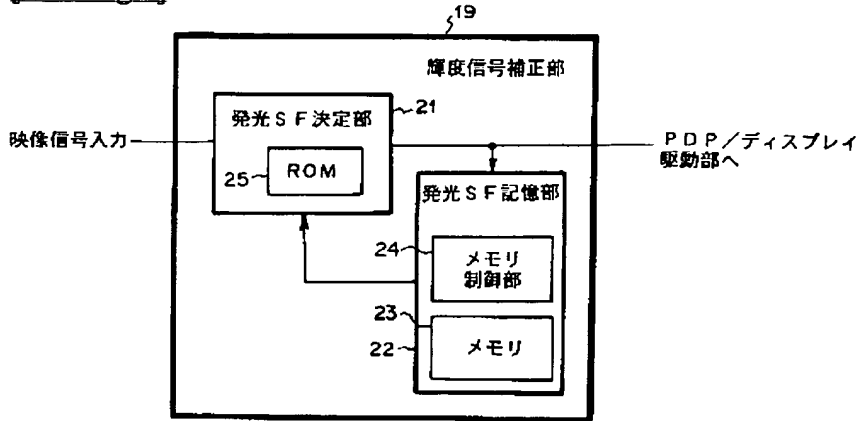 19
輝度信号補正部
発光SF決定部
21
映像信号入力
PDP/ディスプレイ
駆動部へ
25
ROM
発光SF記憶部
24
メモリ
制御部
23
メモリ
22